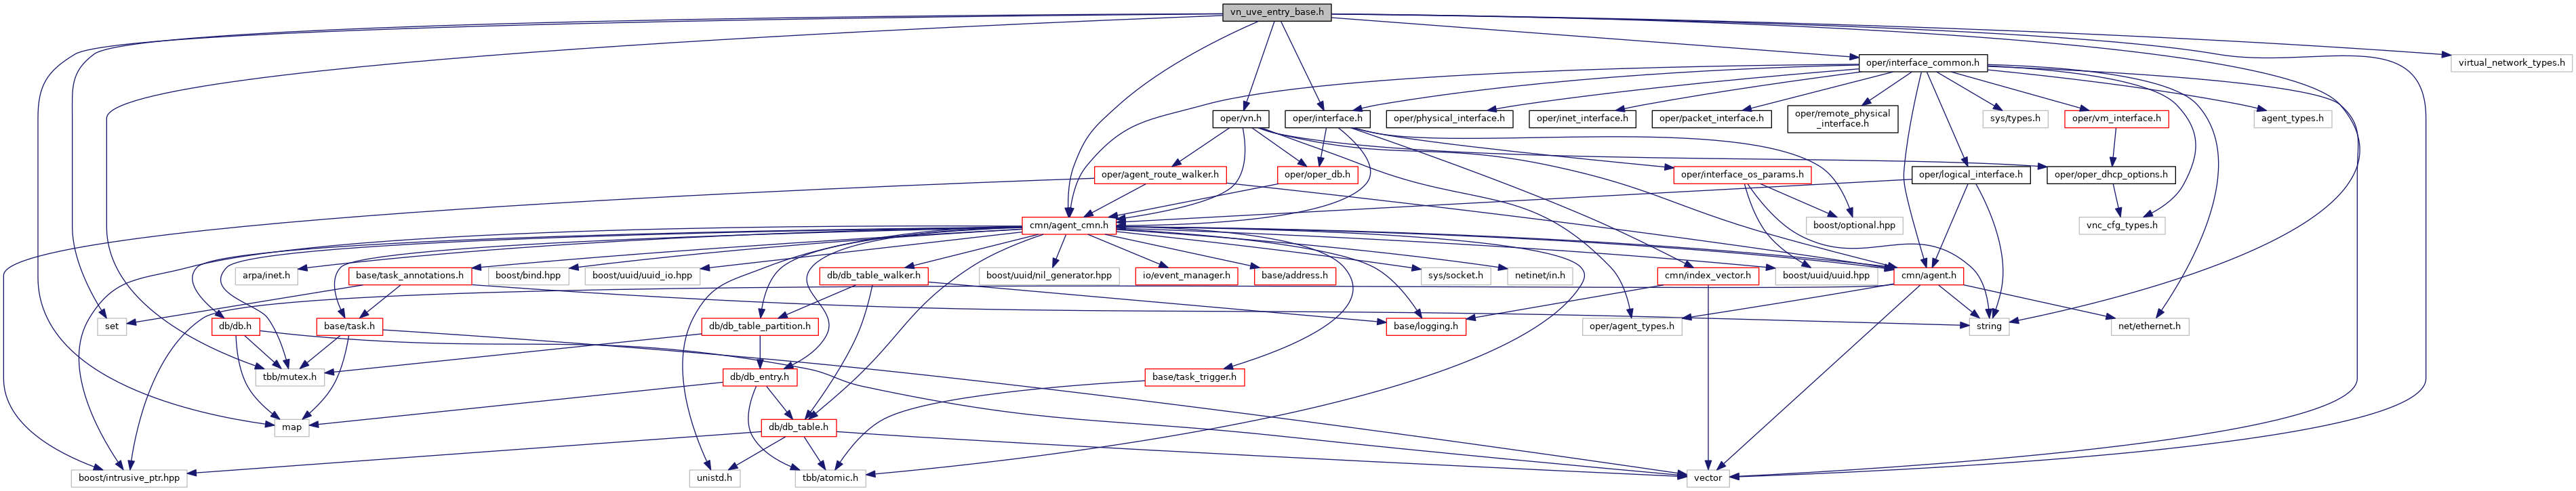 vn_uve_entry_base.h
oper/interface_common.h
virtual_network_types.h
oper/vn.h
oper/interface.h
oper/physical_interface.h
oper/inet_interface.h
oper/packet_interface.h
oper/remote_physical
_interface.h
sys/types.h
oper/vm_interface.h
agent_types.h
oper/agent_route_walker.h
oper/oper_db.h
oper/interface_os_params.h
oper/logical_interface.h
oper/oper_dhcp_options.h
cmn/agent_cmn.h
boost/optional.hpp
vnc_cfg_types.h
arpa/inet.h
base/task_annotations.h
boost/bind.hpp
boost/uuid/uuid_io.hpp
db/db_table_walker.h
boost/uuid/nil_generator.hpp
io/event_manager.h
base/address.h
sys/socket.h
netinet/in.h
cmn/index_vector.h
boost/uuid/uuid.hpp
cmn/agent.h
set
db/db.h
base/task.h
db/db_table_partition.h
base/logging.h
oper/agent_types.h
string
net/ethernet.h
tbb/mutex.h
db/db_entry.h
base/task_trigger.h
map
db/db_table.h
boost/intrusive_ptr.hpp
unistd.h
tbb/atomic.h
vector